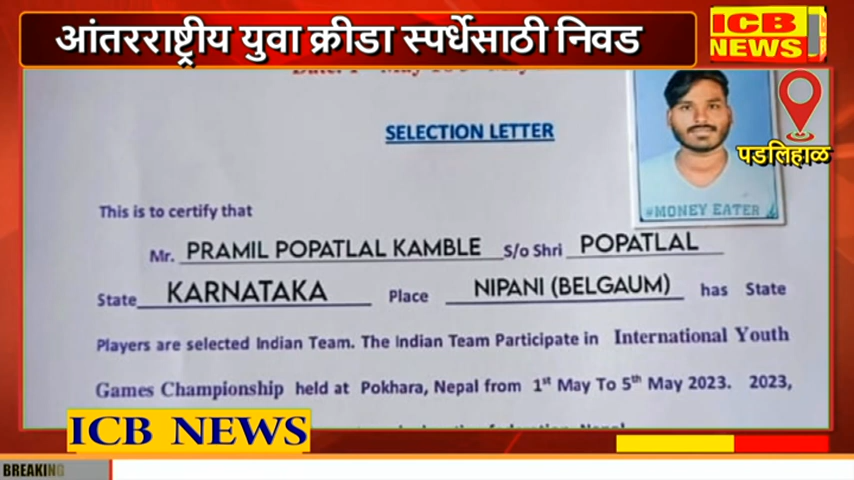 आंतरराष्ट्रीय युवा क्रीडा स्पर्धेसाठी निवड
ICB
NEWS
SELECTION LETTER
पडलिहाळ
#MONEY EATER
This is to certify that
Mr. PRAMIL POPATLAL KAMBLE S/o Shri POPATLAL
State KARNATAKA Place NIPANI (BELGAUM) has State
Players are selected Indian Team. The Indian Team Participate in International Youth
Games Championship held at Pokhara, Nepal from 1st May To 5th May 2023. 2023,
ICB NEWS
BREAKING